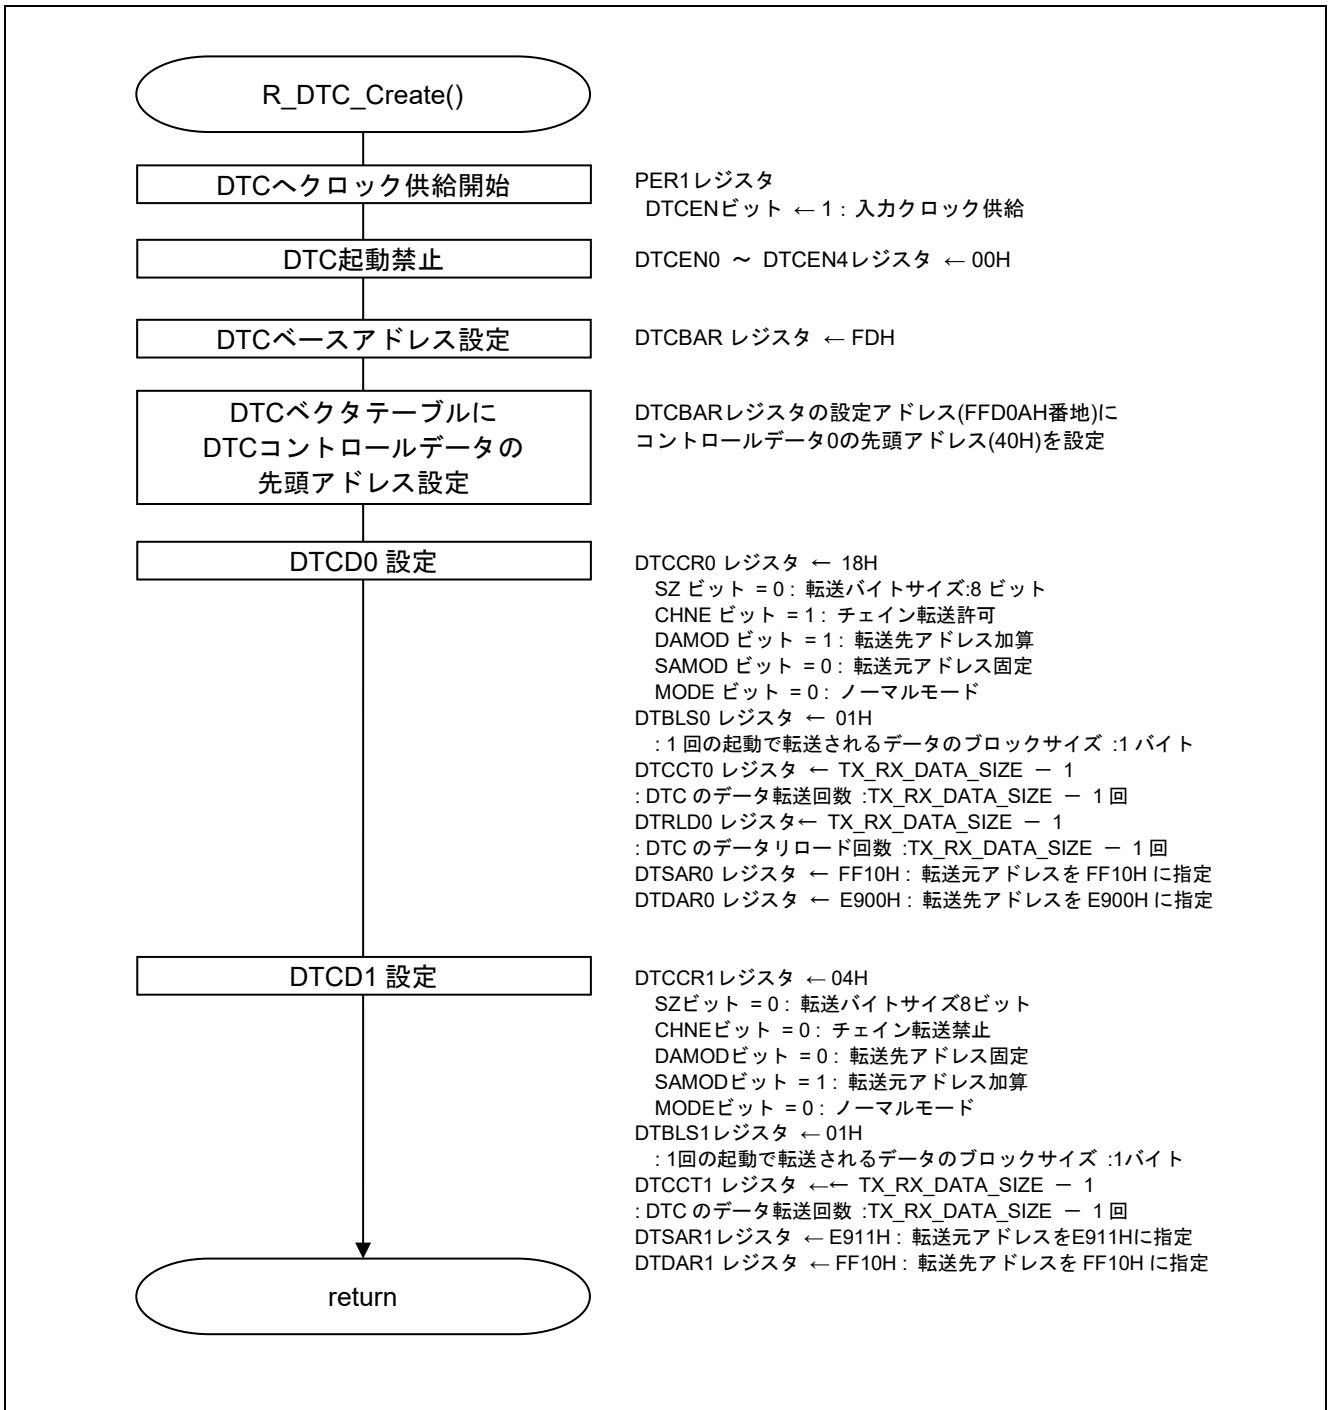 R_DTC_Create()
DTCへクロック供給開始
PER1レジスタ
DTCENビット ← 1 : 入力クロック供給
DTC起動禁止
DTCEN0 ～ DTCEN4レジスタ ← 00H
DTCベースアドレス設定
DTCBAR レジスタ ← FDH
DTCベクタテーブルに
DTCコントロールデータの
先頭アドレス設定
DTCBARレジスタの設定アドレス(FFD0AH番地)に
コントロールデータ0の先頭アドレス(40H)を設定
DTCD0 設定
DTCCR0 レジスタ ← 18H
SZ ビット = 0 : 転送バイトサイズ:8 ビット
CHNE ビット = 1 : チェイン転送許可
DAMOD ビット = 1 : 転送先アドレス加算
SAMOD ビット = 0 : 転送元アドレス固定
MODE ビット = 0 : ノーマルモード
DTBLS0 レジスタ ← 01H
: 1 回の起動で転送されるデータのブロックサイズ :1 バイト
DTCCT0 レジスタ ← TX_RX_DATA_SIZE － 1
: DTC のデータ転送回数 :TX_RX_DATA_SIZE － 1 回
DTRLD0 レジスタ← TX_RX_DATA_SIZE － 1
: DTC のデータリロード回数 :TX_RX_DATA_SIZE － 1 回
DTSAR0 レジスタ ← FF10H : 転送元アドレスを FF10H に指定
DTDAR0 レジスタ ← E900H : 転送先アドレスを E900H に指定
DTCD1 設定
DTCCR1レジスタ ← 04H
SZビット = 0 : 転送バイトサイズ8ビット
CHNEビット = 0 : チェイン転送禁止
DAMODビット = 0 : 転送先アドレス固定
SAMODビット = 1 : 転送元アドレス加算
MODEビット = 0 : ノーマルモード
DTBLS1レジスタ ← 01H
: 1回の起動で転送されるデータのブロックサイズ :1バイト
DTCCT1 レジスタ ←← TX_RX_DATA_SIZE － 1
: DTC のデータ転送回数 :TX_RX_DATA_SIZE － 1 回
DTSAR1レジスタ ← E911H : 転送元アドレスをE911Hに指定
DTDAR1 レジスタ ← FF10H : 転送先アドレスを FF10H に指定
return